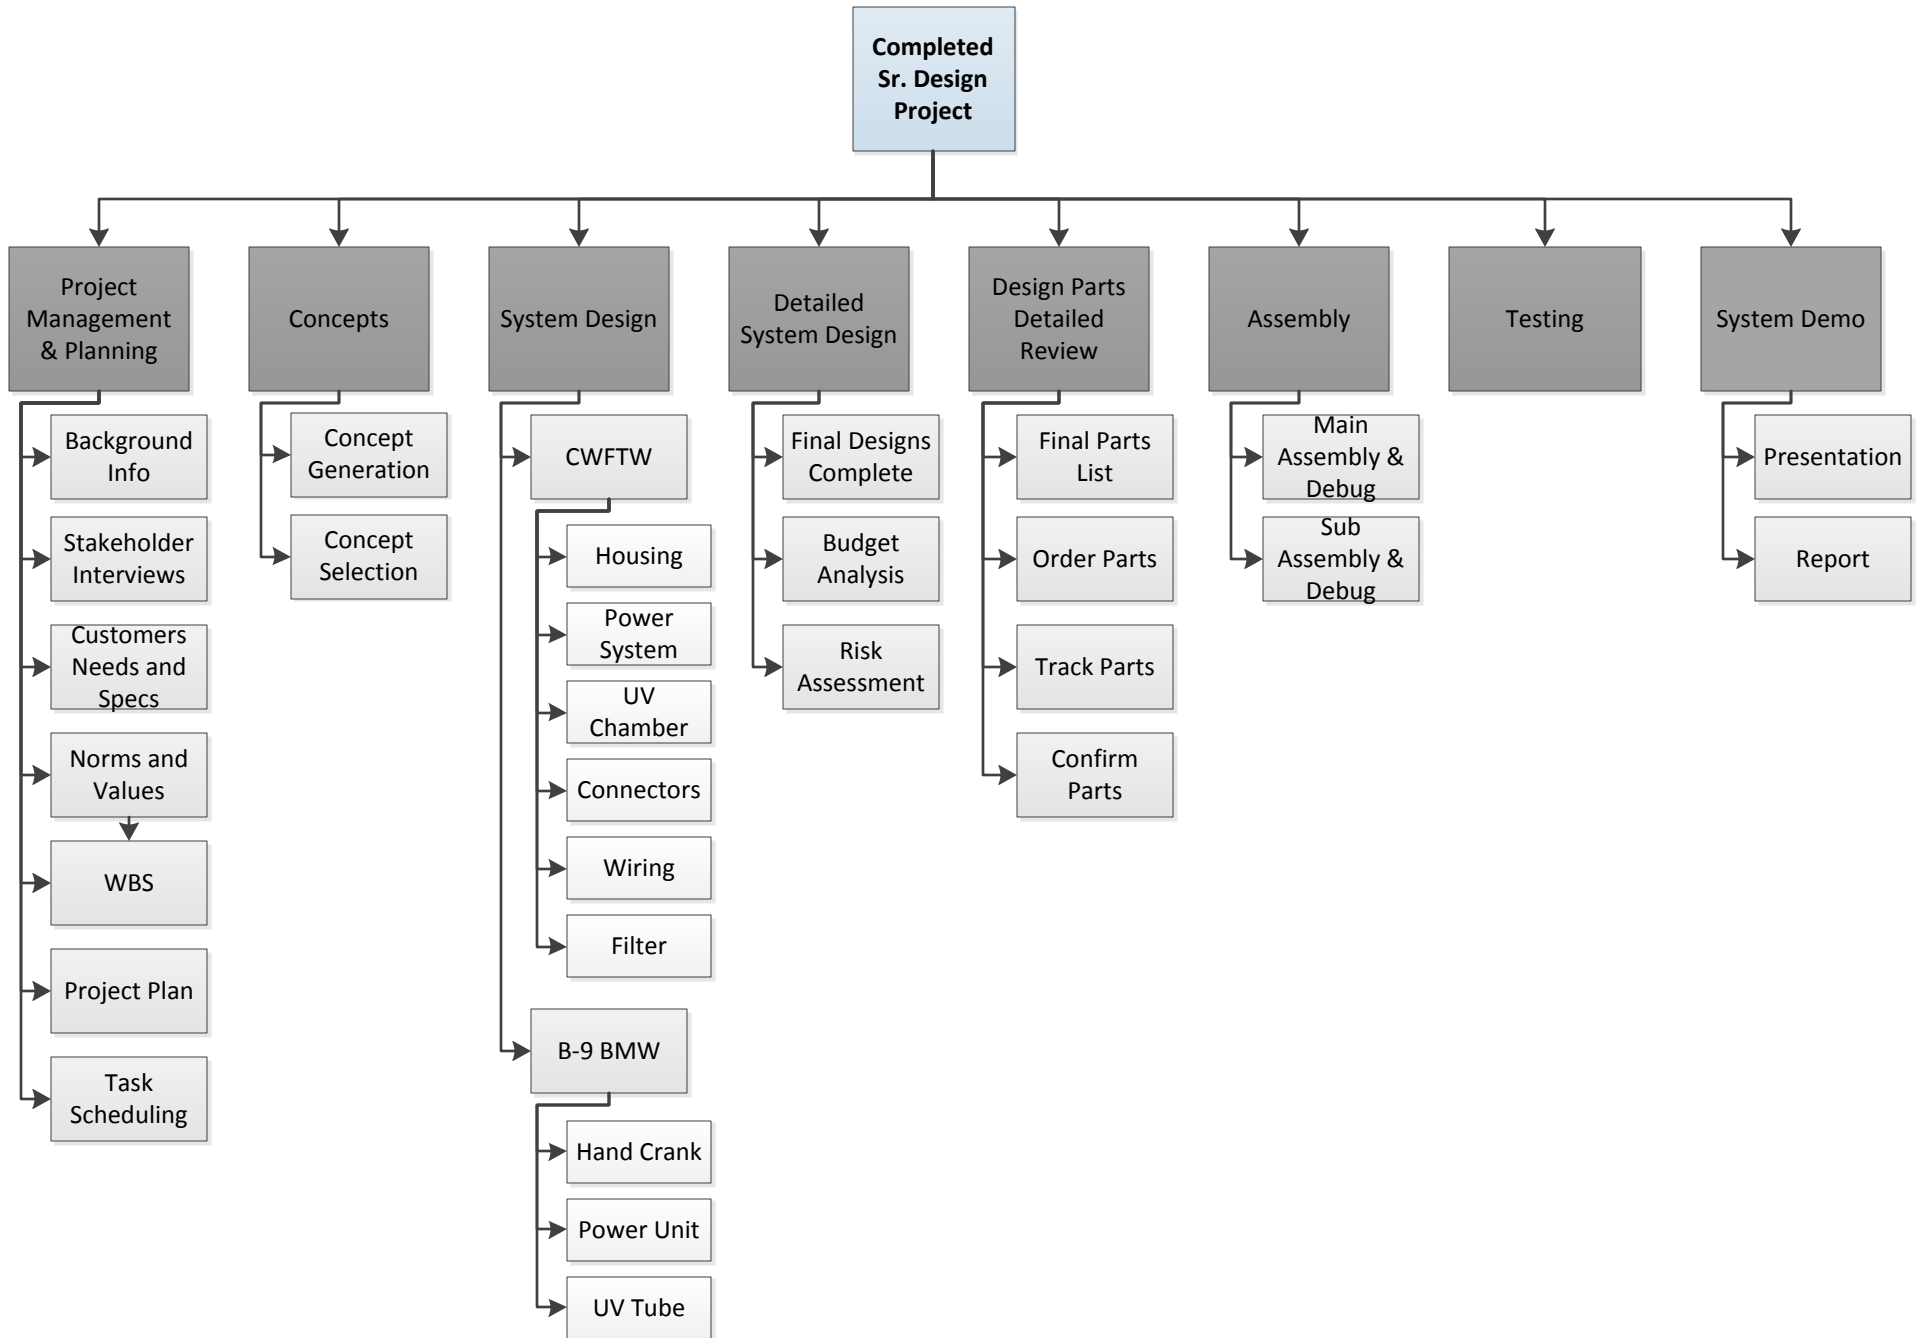 Completed
Sr. Design
Project
Project
Management
& Planning
Concepts
System Design
Detailed
System Design
Design Parts
Detailed
Review
Assembly
Testing
System Demo
Background
Info
Stakeholder
Interviews
Customers
Needs and
Specs
Norms and
Values
WBS
Project Plan
Task
Scheduling
Concept
Generation
Concept
Selection
CWFTW
Housing
Power
System
UV
Chamber
Connectors
Wiring
Filter
B-9 BMW
Hand Crank
Power Unit
UV Tube
Final Designs
Complete
Budget
Analysis
Risk
Assessment
Final Parts
List
Order Parts
Track Parts
Confirm
Parts
Main
Assembly &
Debug
Sub
Assembly &
Debug
Presentation
Report